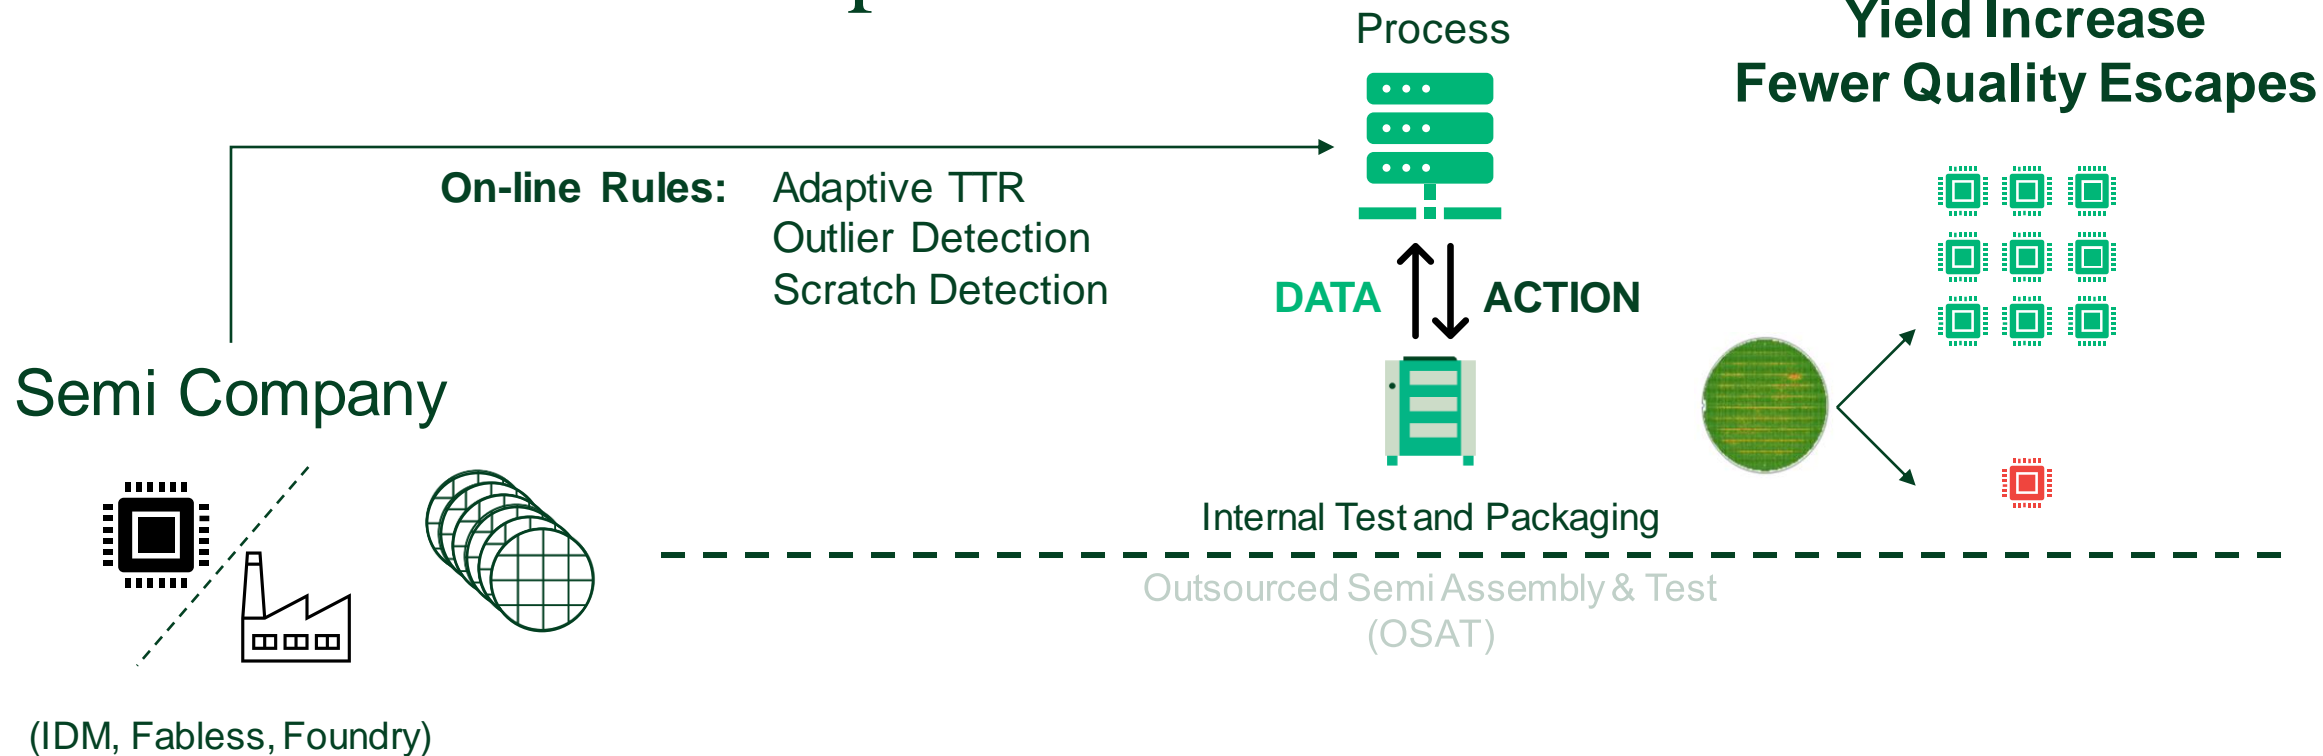 Process
Yield Increase
Fewer Quality Escapes
On-line Rules: Adaptive TTR
Outlier Detection
Scratch Detection
DATA ACTION
Semi Company
Internal Test and Packaging
Outsourced Semi Assembly & Test
(OSAT)
(IDM, Fabless, Foundry)